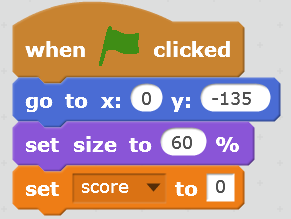 when clicked
go to x: 0 y: -135
set size to 60 %
set score to 0